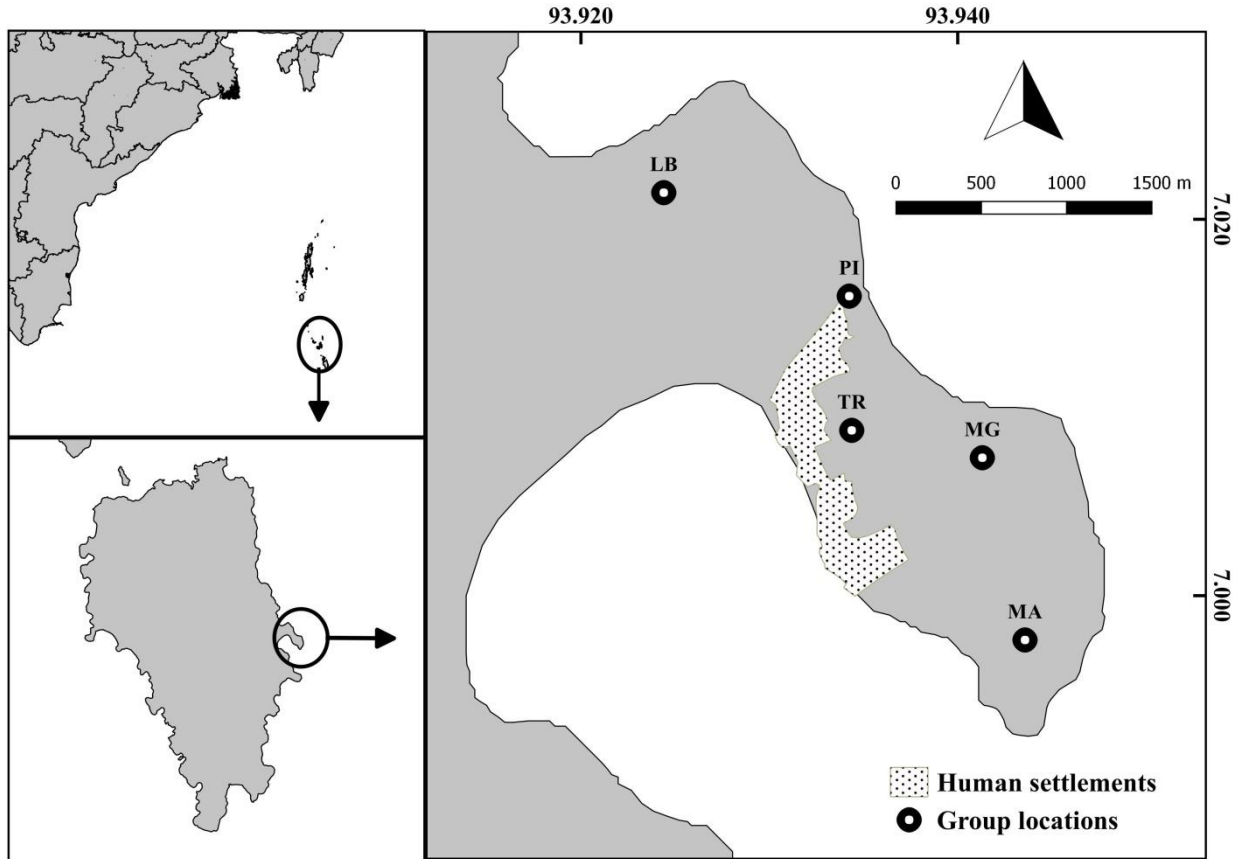 93.920 93.940
LB
0 500 1000 1500 m
7.020
PI
TR
MG
7.000
MA
Human settlements
Group locations